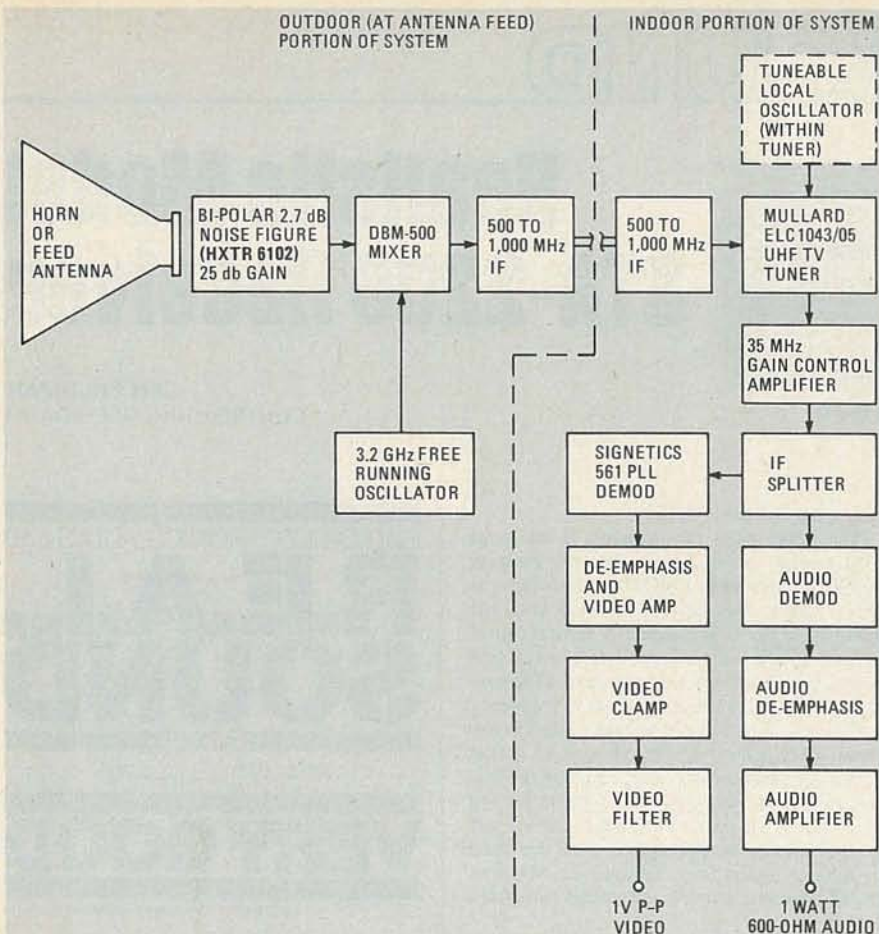 OUTDOOR (AT ANTENNA FEED)
PORTION OF SYSTEM
INDOOR PORTION OF SYSTEM
TUNEABLE
LOCAL
OSCILLATOR
(WITHIN
TUNER)
HORN
OR
FEED
ANTENNA
BI-POLAR 2.7 dB
NOISE FIGURE
(HXTR 6102)
25 db GAIN
DBM-500
MIXER
500 TO
1,000 MHz
IF
500 TO
1,000 MHz
IF
MULLARD
ELC1043/05
UHF TV
TUNER
35 MHz
GAIN CONTROL
AMPLIFIER
3.2 GHz FREE
RUNNING
OSCILLATOR
SIGNETICS
561 PLL
DEMOD
IF
SPLITTER
DE-EMPHASIS
AND
VIDEO AMP
AUDIO
DEMOD
VIDEO
CLAMP
AUDIO
DE-EMPHASIS
VIDEO
FILTER
AUDIO
AMPLIFIER
1V P-P
VIDEO
1 WATT
600-OHM AUDIO